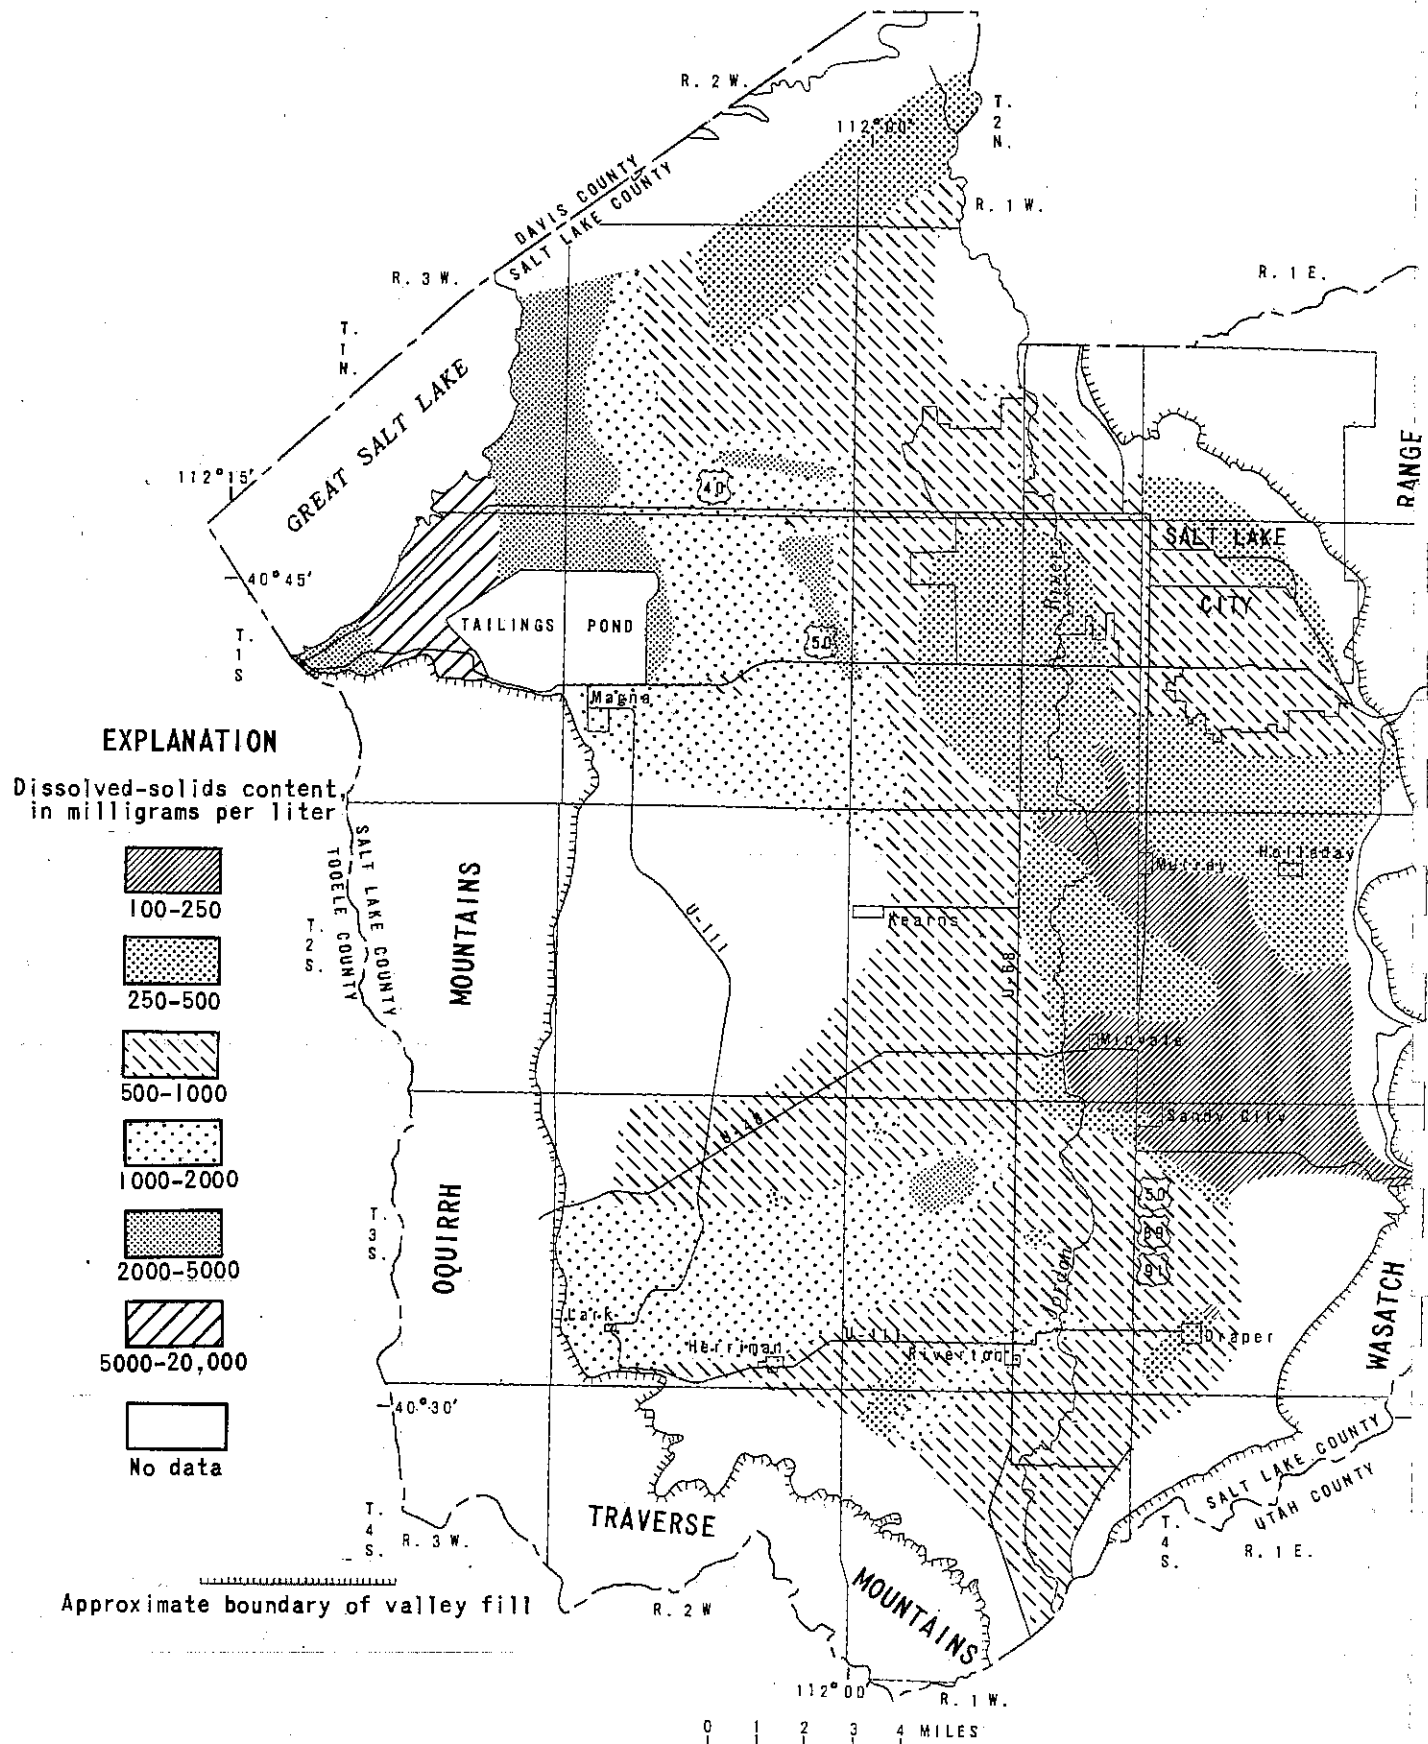 R. 2 W.
T.
2
N.
112°00'
DAVIS COUNTY
SALT LAKE COUNTY
R. 1 W.
R. 3 W.
R. 1 E.
T.
1
N.
GREAT SALT LAKE
112°15'
40
RANGE
SALT LAKE
CITY
River
40°45'
TAILINGS POND
50
T.
1
S
Magna
EXPLANATION
Dissolved-solids content,
in milligrams per liter
100-250
250-500
500-1000
1000-2000
2000-5000
5000-20,000
No data
SALT LAKE COUNTY
TOOELE COUNTY
T.
2
S.
MOUNTAINS
U-111
Kearns
Murray
Holladay
U-68
Midvale
Sandy City
U-48
T.
3
S.
OQUIRRH
50
89
91
Jordan
Lark
Herriman
U-111
Riverton
Draper
WASATCH
40°30'
TRAVERSE
MOUNTAINS
SALT LAKE COUNTY
UTAH COUNTY
T.
4
S.
R. 3 W.
T.
4
S.
R. 1 E.
Approximate boundary of valley fill
R. 2 W
112°00'
R. 1 W.
0 1 2 3 4 MILES